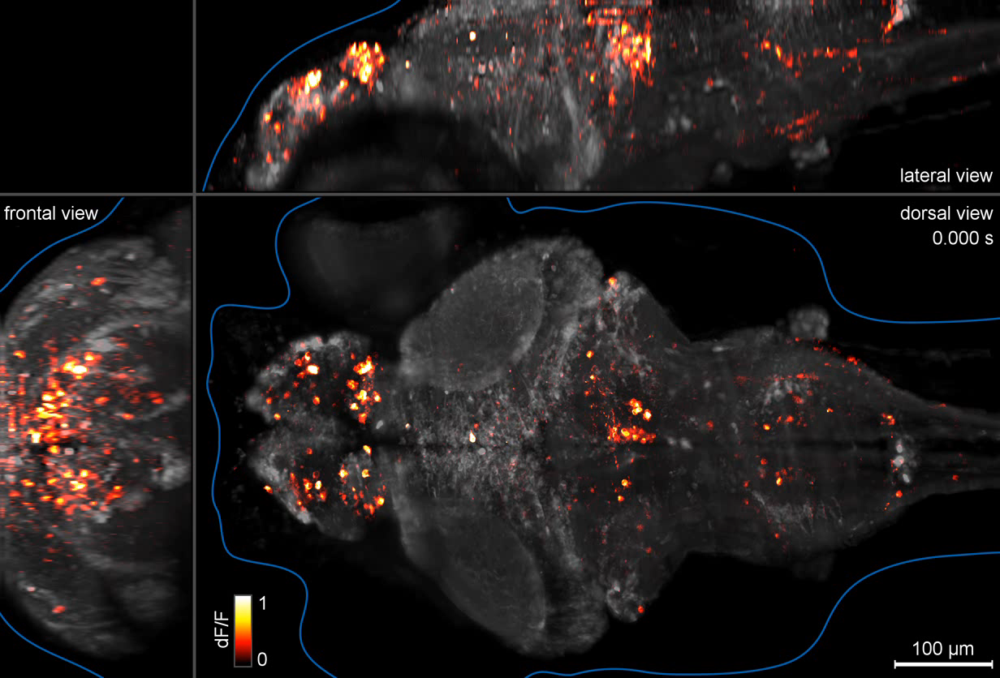 lateral view
frontal view
dorsal view
0.000 s
dF/F
1
0
100 µm